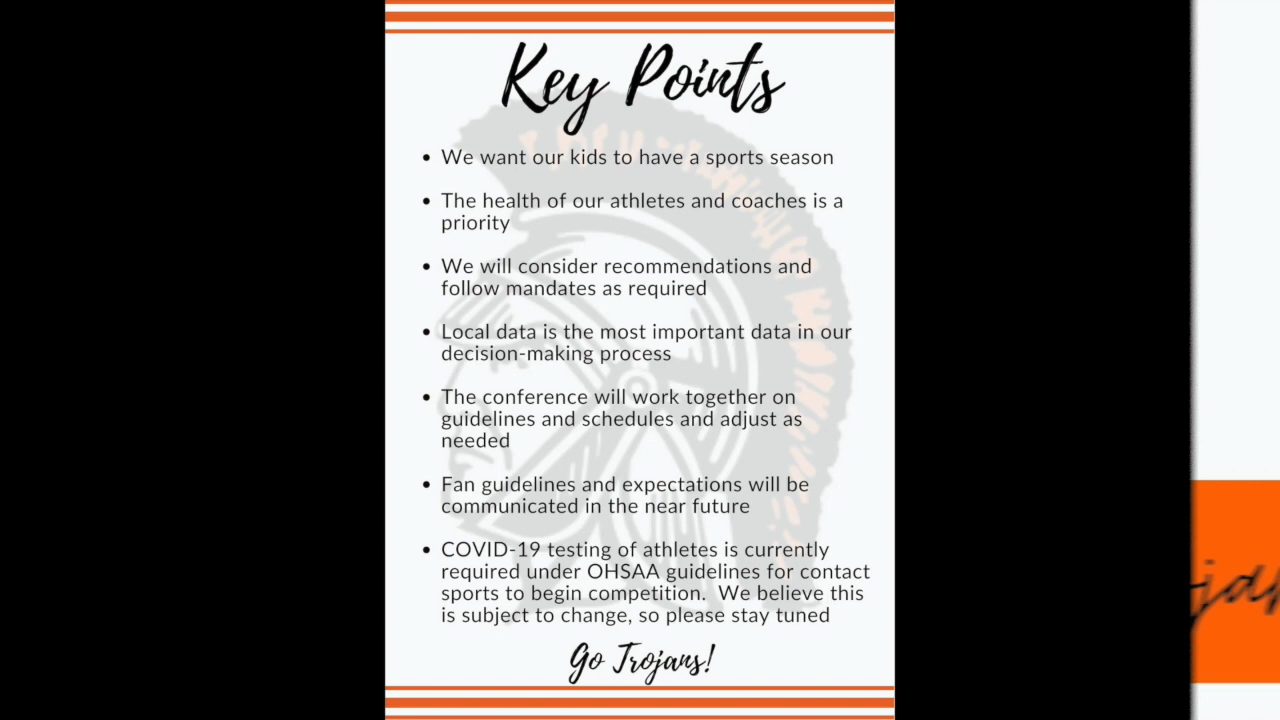 Key Points
• We want our kids to have a sports season
• The health of our athletes and coaches is a
priority
• We will consider recommendations and
follow mandates as required
• Local data is the most important data in our
decision-making process
• The conference will work together on
guidelines and schedules and adjust as
needed
• Fan guidelines and expectations will be
communicated in the near future
• COVID-19 testing of athletes is currently
required under OHSAA guidelines for contact
sports to begin competition.  We believe this
is subject to change, so please stay tuned
Go Trojans!